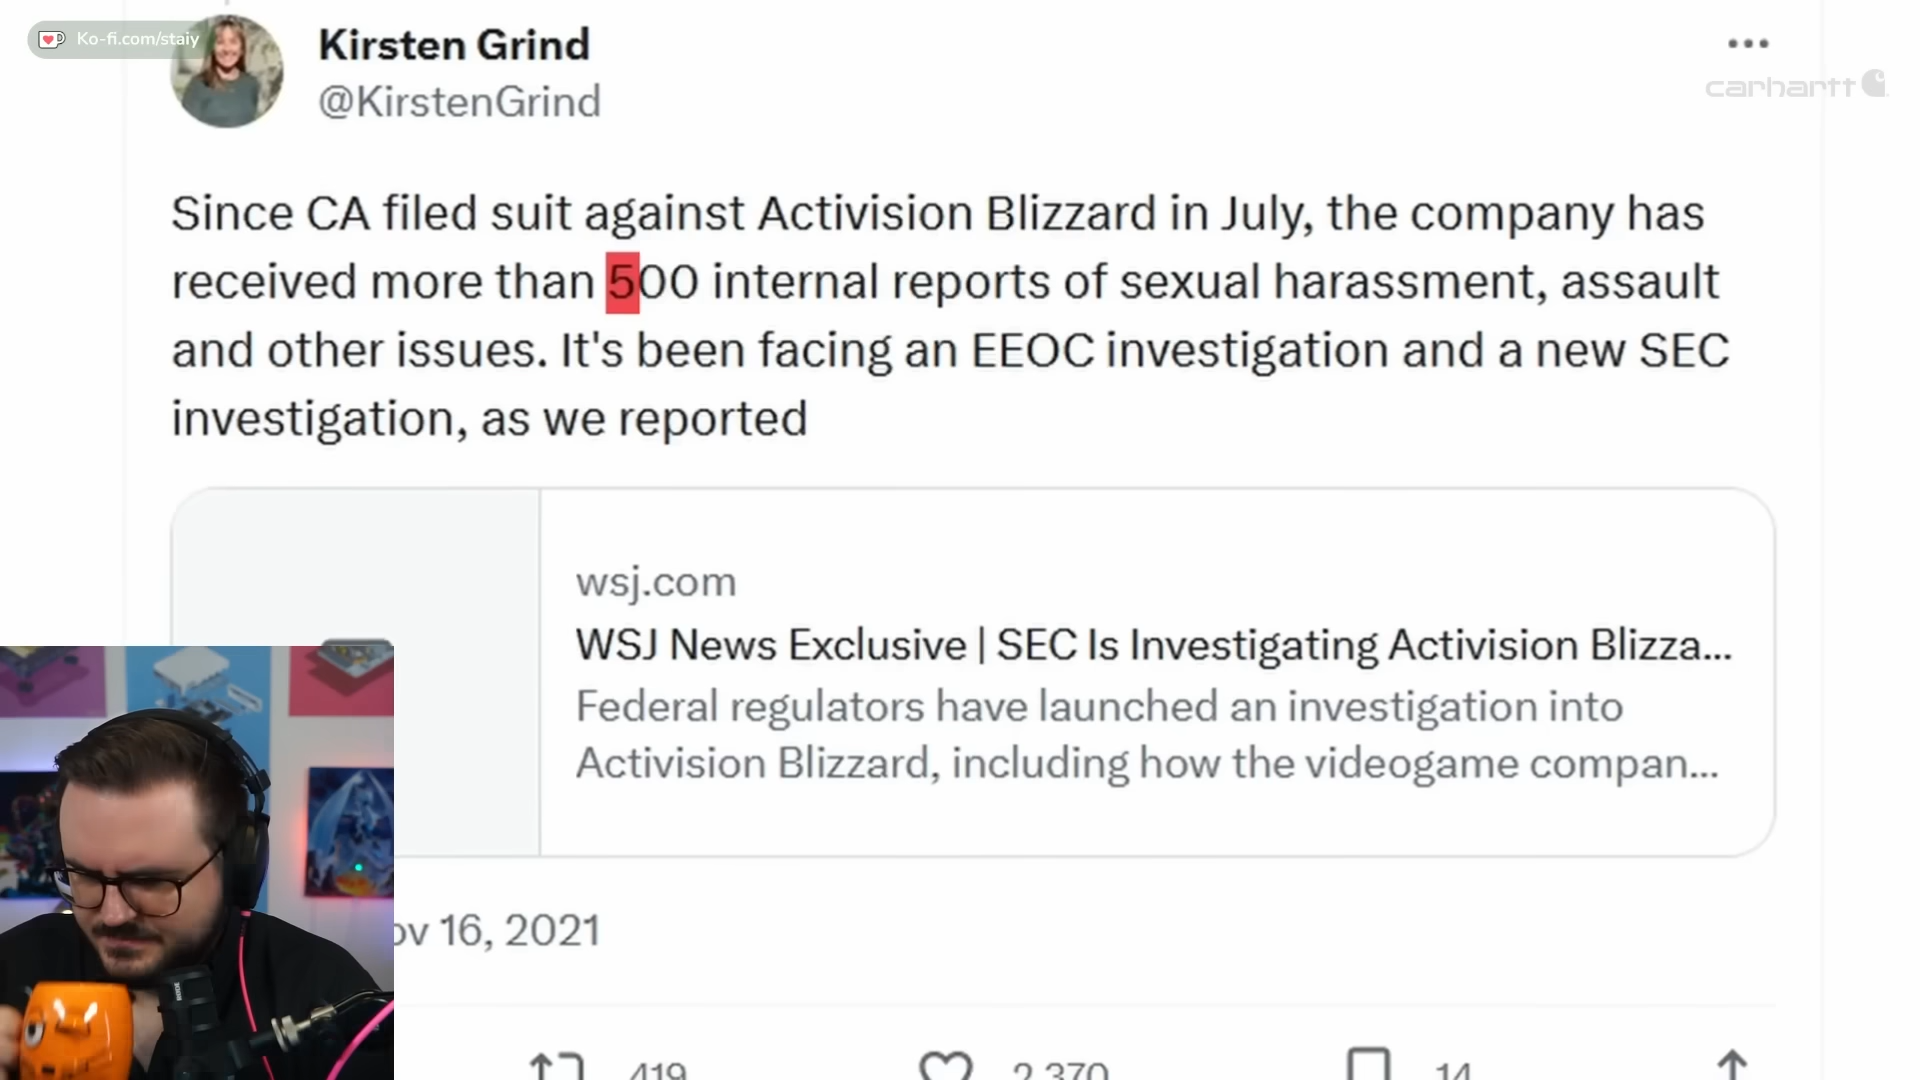 Ko-fi.com/staiy
Kirsten Grind
@KirstenGrind
carhartt
Since CA filed suit against Activision Blizzard in July, the company has
received more than 500 internal reports of sexual harassment, assault
and other issues. It's been facing an EEOC investigation and a new SEC
investigation, as we reported
wsj.com
WSJ News Exclusive | SEC Is Investigating Activision Blizza...
Federal regulators have launched an investigation into
Activision Blizzard, including how the videogame compan...
ov 16, 2021
RODE
419
2,370
14